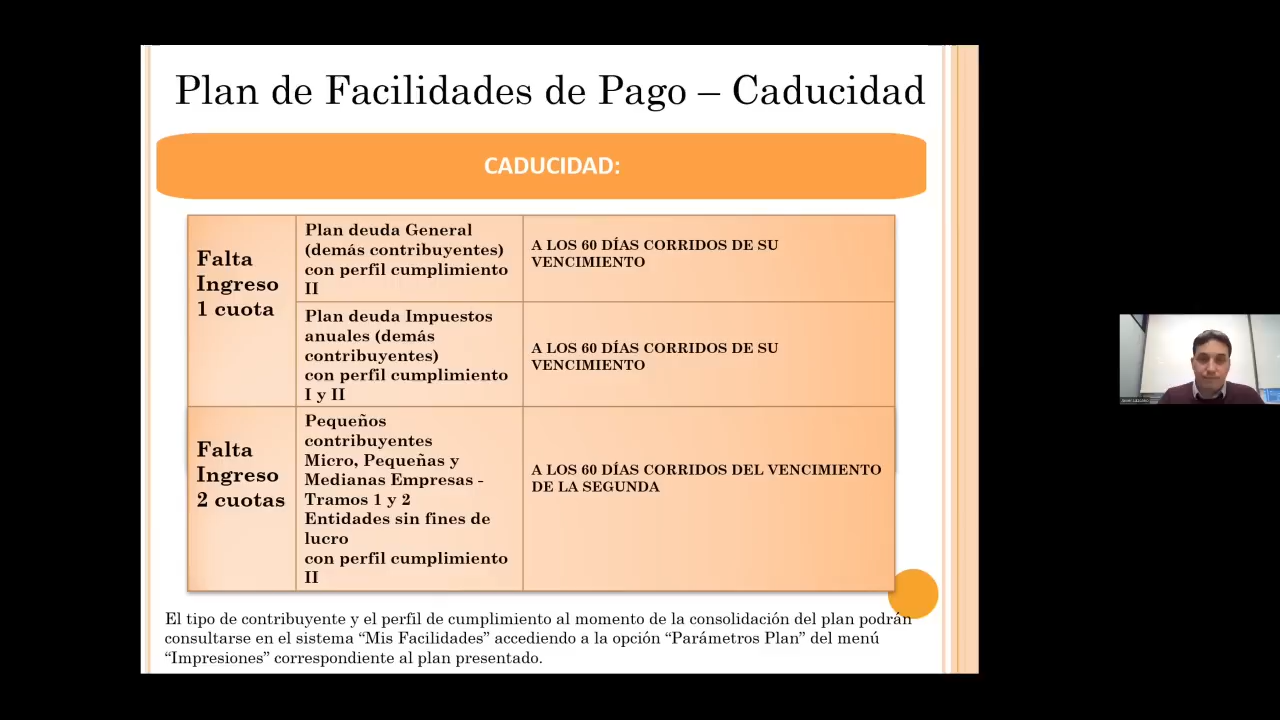 Plan de Facilidades de Pago – Caducidad
CADUCIDAD:
Falta
Ingreso
1 cuota
Plan deuda General
(demás contribuyentes)
con perfil cumplimiento
II
A LOS 60 DÍAS CORRIDOS DE SU
VENCIMIENTO
Plan deuda Impuestos
anuales (demás
contribuyentes)
con perfil cumplimiento
I y II
A LOS 60 DÍAS CORRIDOS DE SU
VENCIMIENTO
Falta
Ingreso
2 cuotas
Pequeños
contribuyentes
Micro, Pequeñas y
Medianas Empresas -
Tramos 1 y 2
Entidades sin fines de
lucro
con perfil cumplimiento
II
A LOS 60 DÍAS CORRIDOS DEL VENCIMIENTO
DE LA SEGUNDA
El tipo de contribuyente y el perfil de cumplimiento al momento de la consolidación del plan podrán
consultarse en el sistema “Mis Facilidades” accediendo a la opción “Parámetros Plan” del menú
“Impresiones” correspondiente al plan presentado.